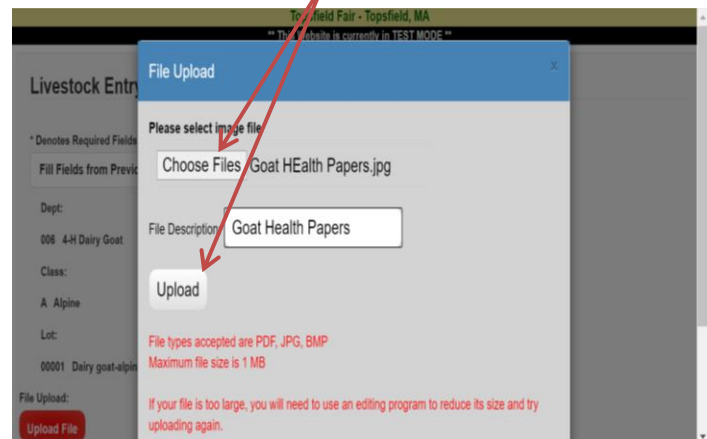 Topsfield Fair - Topsfield, MA
** This Website is currently in TEST MODE **
File Upload
x
Livestock Entry
Please select image file
* Denotes Required Fields
Choose Files Goat HEalth Papers.jpg
Fill Fields from
Dept:
006 4-H Dairy Goat
File Description Goat Health Papers
Class:
A Alpine
Upload
Lot:
00001 Dairy
File types accepted are PDF, JPG, BMP
Maximum file size is 1 MB
File Upload:
Upload File
If your file is too large, you will need to use an editing program to reduce its size and try
uploading again.